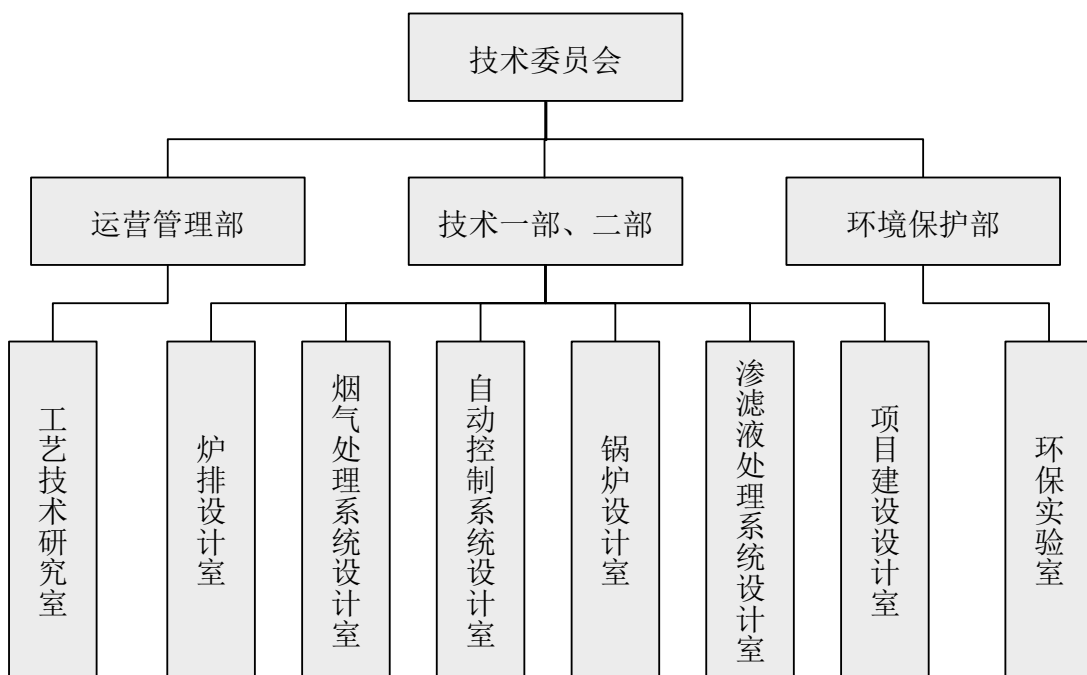 技术委员会
运营管理部
技术一部、二部
环境保护部
工艺技术研究室
炉排设计室
烟气处理系统设计室
自动控制系统设计室
锅炉设计室
渗滤液处理系统设计室
项目建设设计室
环保实验室